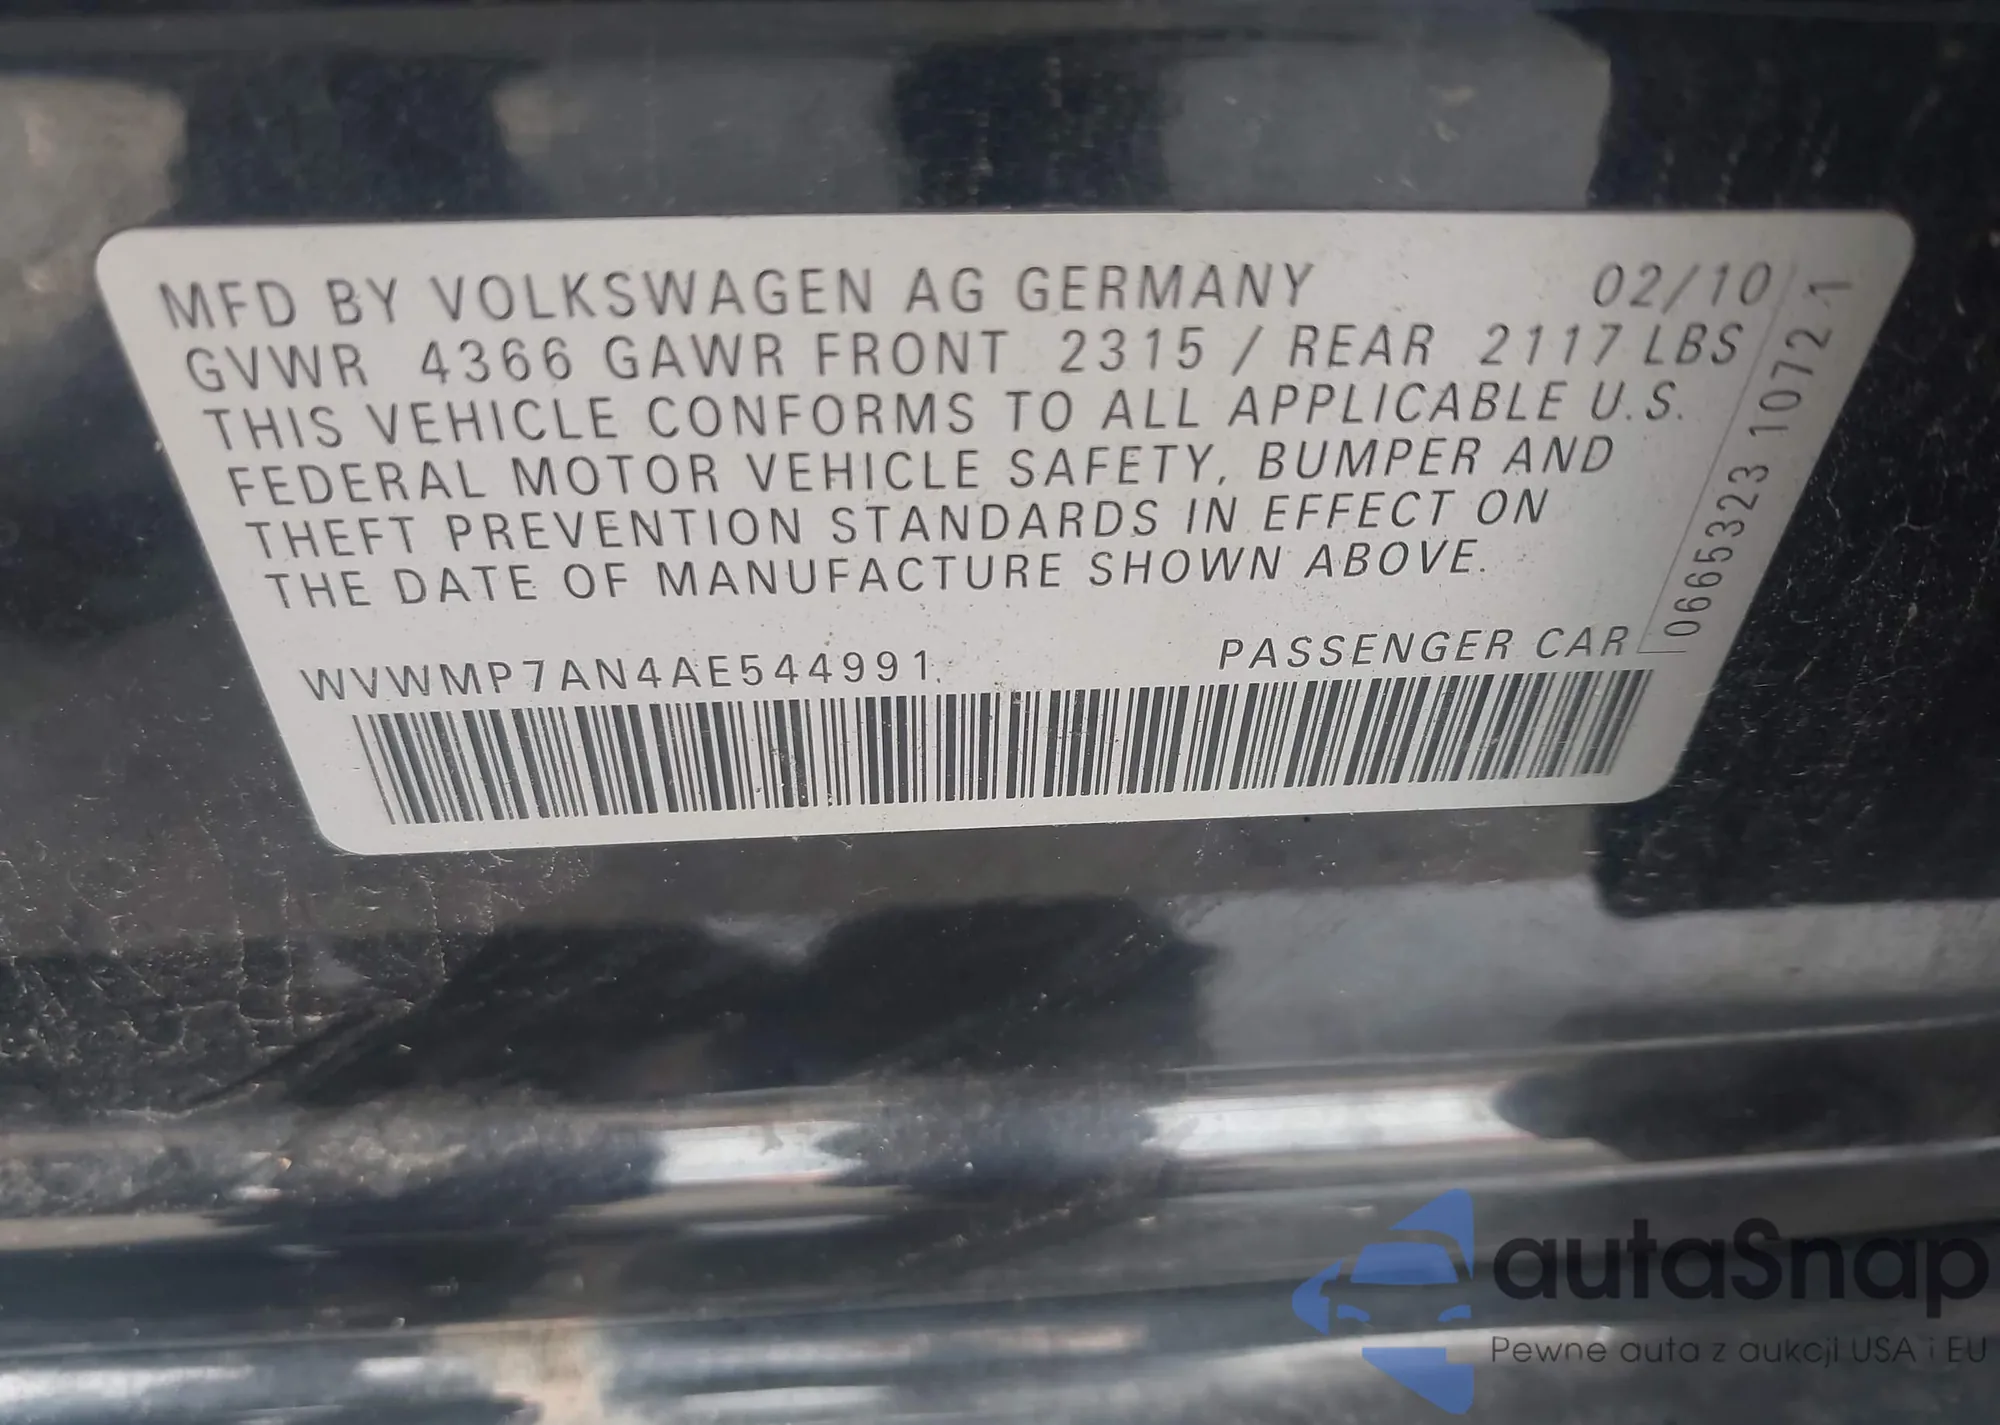 MFD BY VOLKSWAGEN AG GERMANY 02/10
GVWR 4366 GAWR FRONT 2315 / REAR 2117 LBS
THIS VEHICLE CONFORMS TO ALL APPLICABLE U.S.
FEDERAL MOTOR VEHICLE SAFETY, BUMPER AND
THEFT PREVENTION STANDARDS IN EFFECT ON
THE DATE OF MANUFACTURE SHOWN ABOVE.
WVWMP7AN4AE544991 PASSENGER CAR
0665323 10721
autaSnap
Pewne auta z aukcji USA i EU